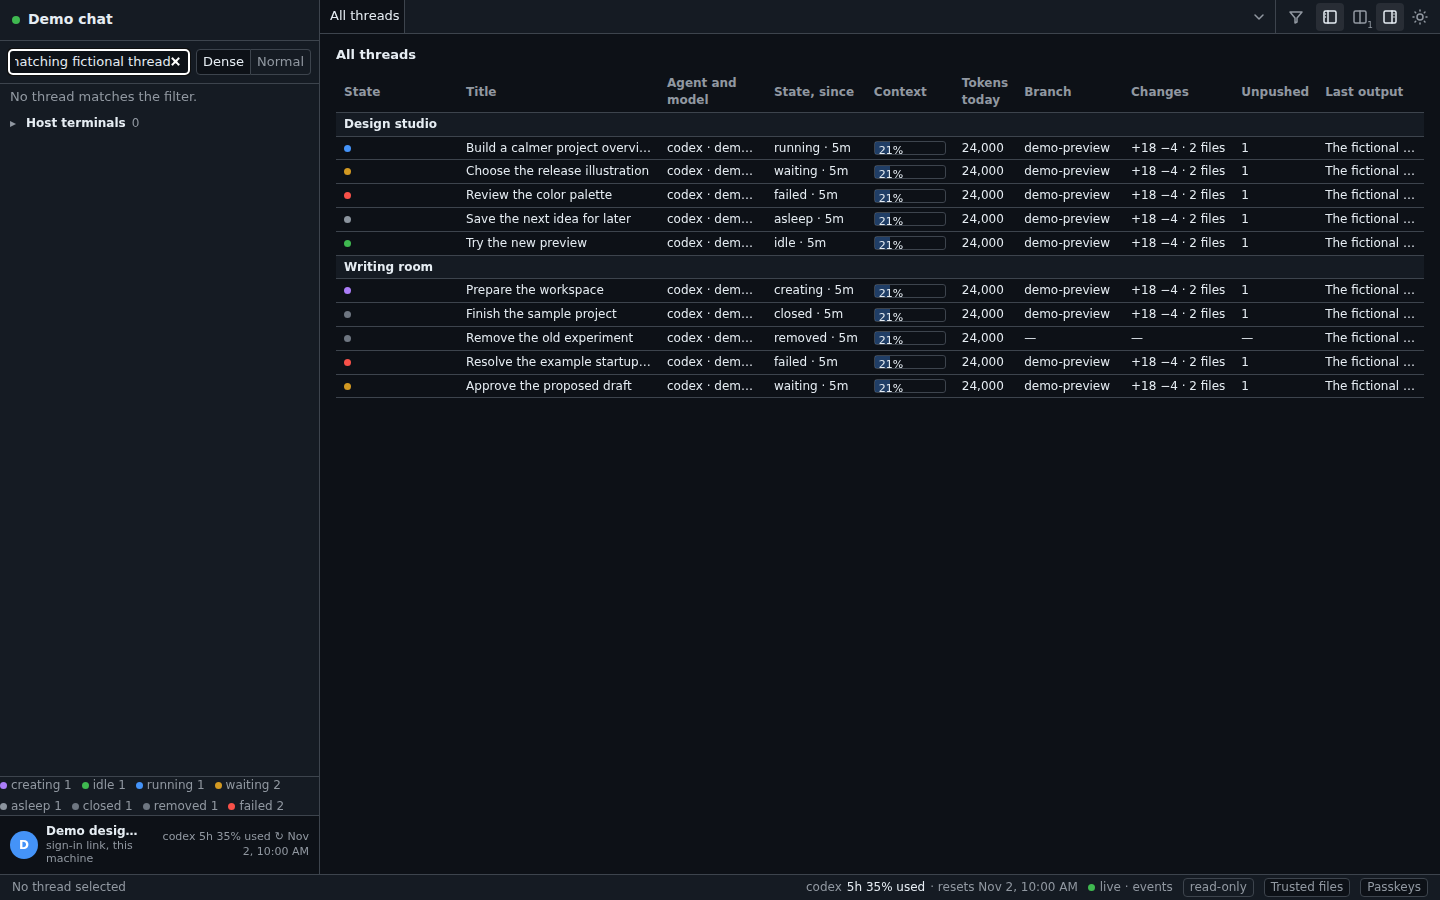 Demo chat
All threads
matching fictional thread
Dense Normal
No thread matches the filter.
Host terminals 0
All threads
State Title Agent and model State, since Context Tokens today Branch Changes Unpushed Last output
Design studio
Build a calmer project overvi… codex · dem… running · 5m 21% 24,000 demo-preview +18 −4 · 2 files 1 The fictional …
Choose the release illustration codex · dem… waiting · 5m 21% 24,000 demo-preview +18 −4 · 2 files 1 The fictional …
Review the color palette codex · dem… failed · 5m 21% 24,000 demo-preview +18 −4 · 2 files 1 The fictional …
Save the next idea for later codex · dem… asleep · 5m 21% 24,000 demo-preview +18 −4 · 2 files 1 The fictional …
Try the new preview codex · dem… idle · 5m 21% 24,000 demo-preview +18 −4 · 2 files 1 The fictional …
Writing room
Prepare the workspace codex · dem… creating · 5m 21% 24,000 demo-preview +18 −4 · 2 files 1 The fictional …
Finish the sample project codex · dem… closed · 5m 21% 24,000 demo-preview +18 −4 · 2 files 1 The fictional …
Remove the old experiment codex · dem… removed · 5m 21% 24,000 — — — The fictional …
Resolve the example startup… codex · dem… failed · 5m 21% 24,000 demo-preview +18 −4 · 2 files 1 The fictional …
Approve the proposed draft codex · dem… waiting · 5m 21% 24,000 demo-preview +18 −4 · 2 files 1 The fictional …
1
creating 1 idle 1 running 1 waiting 2
asleep 1 closed 1 removed 1 failed 2
D
Demo desig…
sign-in link, this
machine
codex 5h 35% used ↻ Nov
2, 10:00 AM
No thread selected
codex 5h 35% used · resets Nov 2, 10:00 AM live · events read-only Trusted files Passkeys